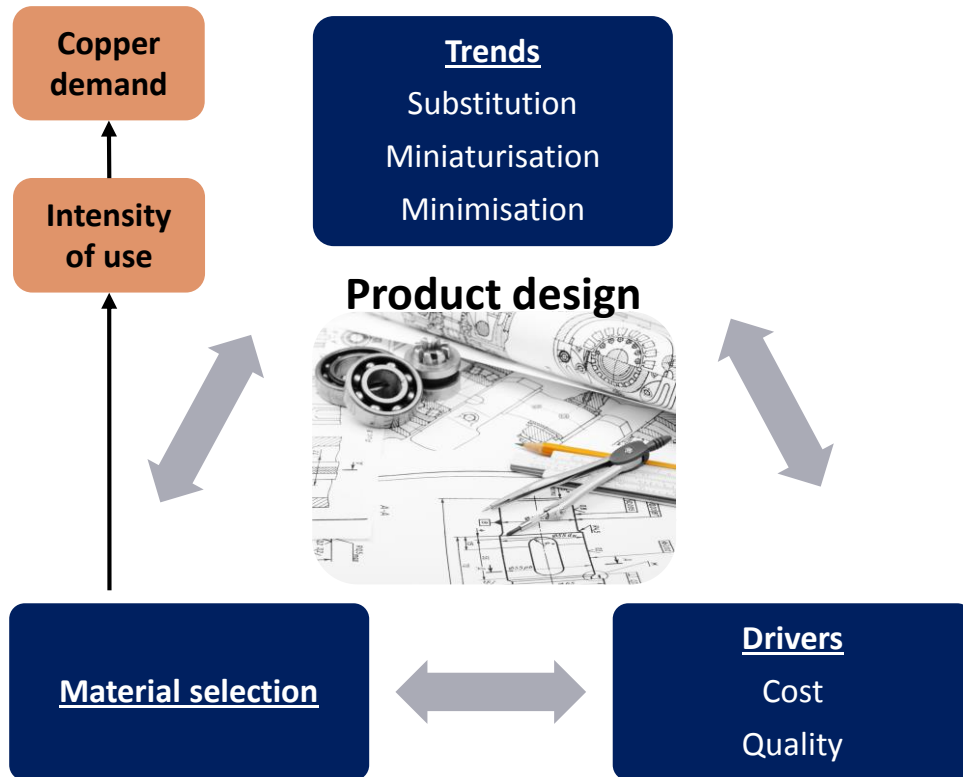 Copper
demand
Trends
Substitution
Miniaturisation
Minimisation
Intensity
of use
Product design
A-A
Material selection
Drivers
Cost
Quality